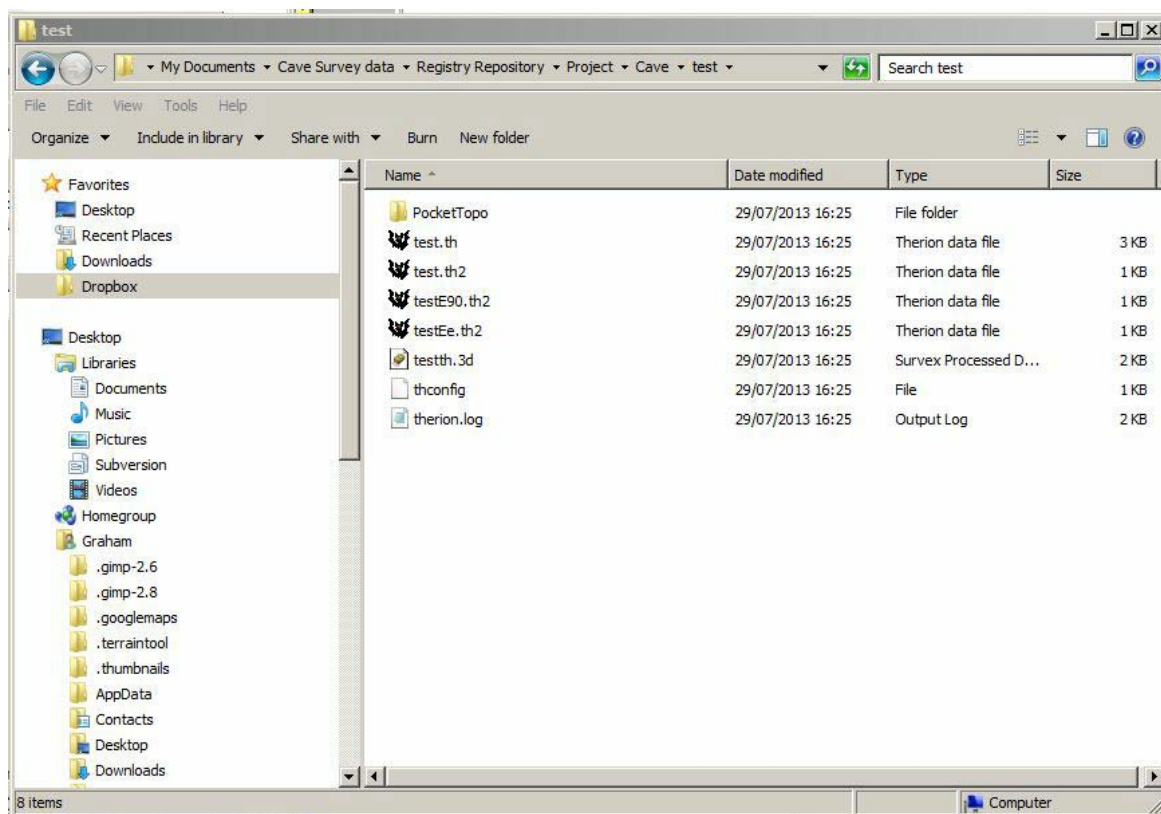 test
My Documents Cave Survey data Registry Repository Project Cave test Search test
File Edit View Tools Help
Organize Include in library Share with Burn New folder
Favorites
Desktop
Recent Places
Downloads
Dropbox
Desktop
Libraries
Documents
Music
Pictures
Subversion
Videos
Homegroup
Graham
.gimp-2.6
.gimp-2.8
.googlemaps
.terraintool
.thumbnails
AppData
Contacts
Desktop
Downloads
Name Date modified Type Size
PocketTopo 29/07/2013 16:25 File folder
test.th 29/07/2013 16:25 Therion data file 3 KB
test.th2 29/07/2013 16:25 Therion data file 1 KB
testE90.th2 29/07/2013 16:25 Therion data file 1 KB
testEe.th2 29/07/2013 16:25 Therion data file 1 KB
testth.3d 29/07/2013 16:25 Survex Processed D... 2 KB
thconfig 29/07/2013 16:25 File 1 KB
therion.log 29/07/2013 16:25 Output Log 2 KB
8 items Computer